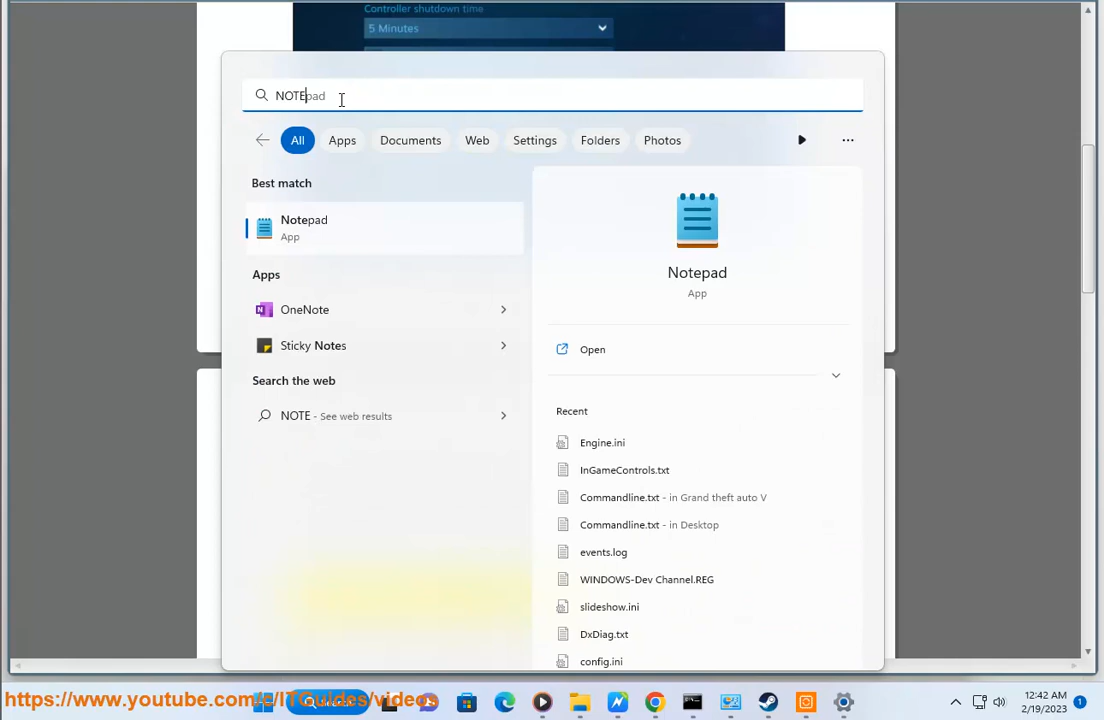 Controller shutdown time
5 Minutes
NOTEpad
All Apps Documents Web Settings Folders Photos
Best match
Notepad
App
Apps
OneNote
Sticky Notes
Search the web
NOTE - See web results
Notepad
App
Open
Recent
Engine.ini
InGameControls.txt
Commandline.txt - in Grand theft auto V
Commandline.txt - in Desktop
events.log
WINDOWS-Dev Channel.REG
slideshow.ini
DxDiag.txt
config.ini
https://www.youtube.com/c/ITGuides/videos
12:42 AM
2/19/2023
1